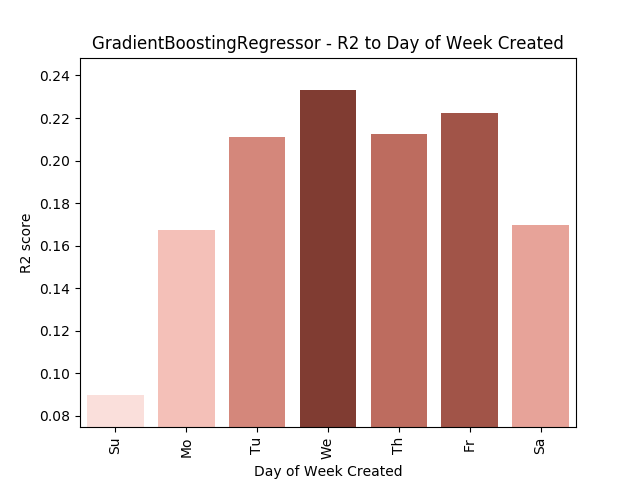 GradientBoostingRegressor - R2 to Day of Week Created
0.24
0.22
0.20
0.18
0.16
0.14
0.12
0.10
0.08
R2 score
Su
Mo
Tu
We
Th
Fr
Sa
Day of Week Created